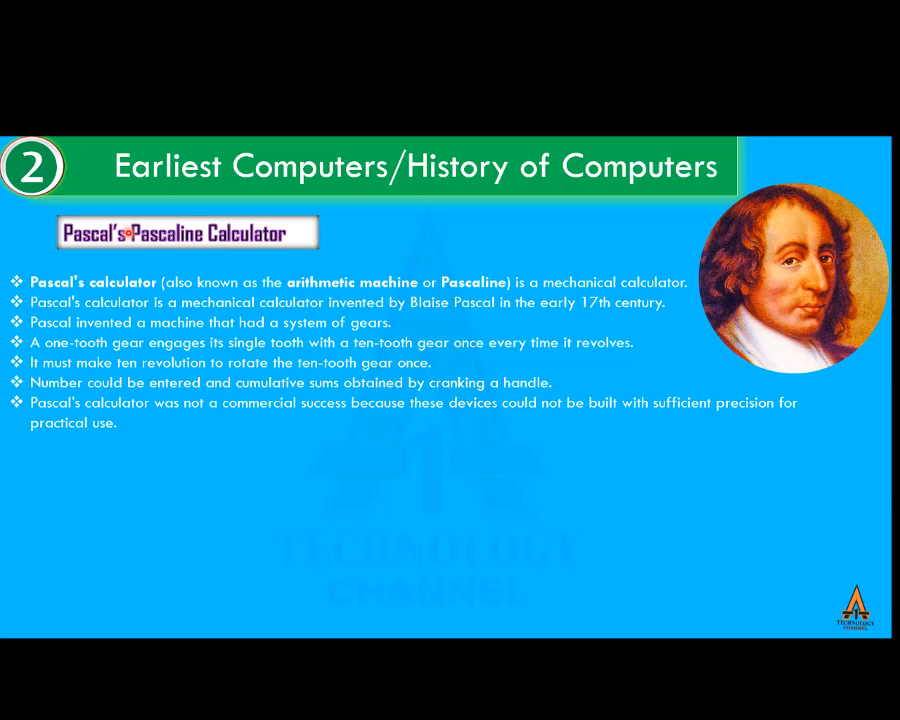 2
Earliest Computers/History of Computers
Pascal's Pascaline Calculator
❖ Pascal's calculator (also known as the arithmetic machine or Pascaline) is a mechanical calculator.
❖ Pascal's calculator is a mechanical calculator invented by Blaise Pascal in the early 17th century.
❖ Pascal invented a machine that had a system of gears.
❖ A one-tooth gear engages its single tooth with a ten-tooth gear once every time it revolves.
❖ It must make ten revolution to rotate the ten-tooth gear once.
❖ Number could be entered and cumulative sums obtained by cranking a handle.
❖ Pascal's calculator was not a commercial success because these devices could not be built with sufficient precision for
practical use.
A1
TECHNOLOGY
CHANNEL
A1
TECHNOLOGY
CHANNEL